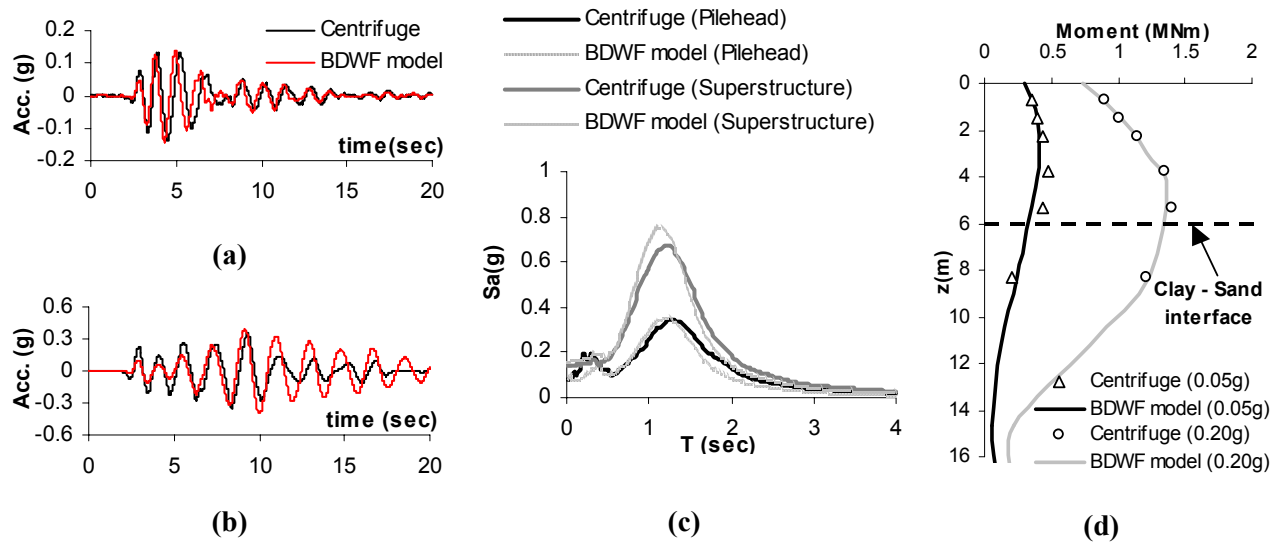 Centrifuge
BDWF model
Acc. (g)
0.2
0.1
0
-0.1
-0.2
time(sec)
0 5 10 15 20
(a)
Acc. (g)
0.6
0.3
0
-0.3
-0.6
time (sec)
0 5 10 15 20
(b)
Centrifuge (Pilehead)
BDWF model (Pilehead)
Centrifuge (Superstructure)
BDWF model (Superstructure)
Sa(g)
1
0.8
0.6
0.4
0.2
0
0 1 2 3 4
T (sec)
(c)
Moment (MNm)
0 0.5 1 1.5 2
z(m)
0
2
4
6
8
10
12
14
16
Clay - Sand
interface
Centrifuge (0.05g)
BDWF model (0.05g)
Centrifuge (0.20g)
BDWF model (0.20g)
(d)